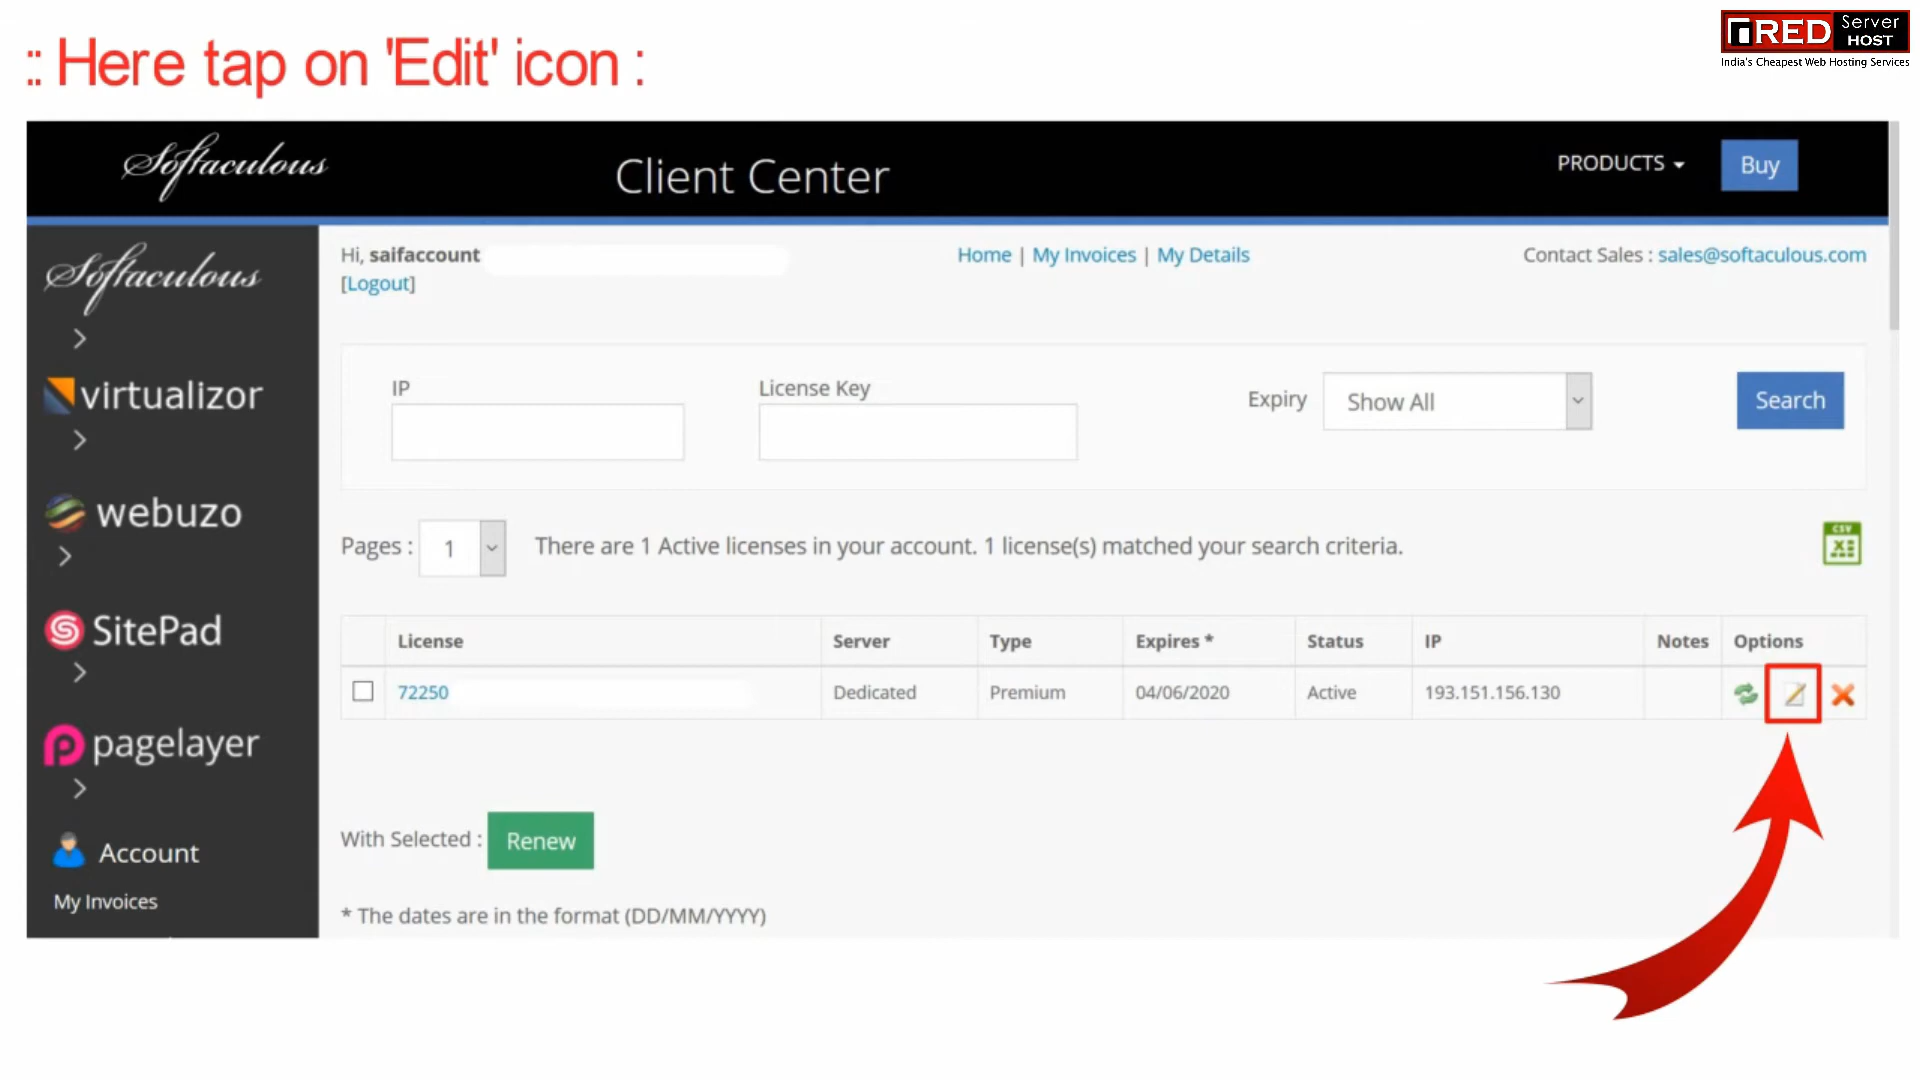 :: Here tap on 'Edit' icon :
RED Server HOST
India's Cheapest Web Hosting Services
Softaculous
Client Center
PRODUCTS
Buy
Softaculous
virtualizor
webuzo
SitePad
pagelayer
Account
My Invoices
Hi, saifaccount
[Logout]
Home | My Invoices | My Details
Contact Sales : sales@softaculous.com
IP
License Key
Expiry
Show All
Search
Pages : 1
There are 1 Active licenses in your account. 1 license(s) matched your search criteria.
CSV
License Server Type Expires * Status IP Notes Options
72250 Dedicated Premium 04/06/2020 Active 193.151.156.130
With Selected : Renew
* The dates are in the format (DD/MM/YYYY)